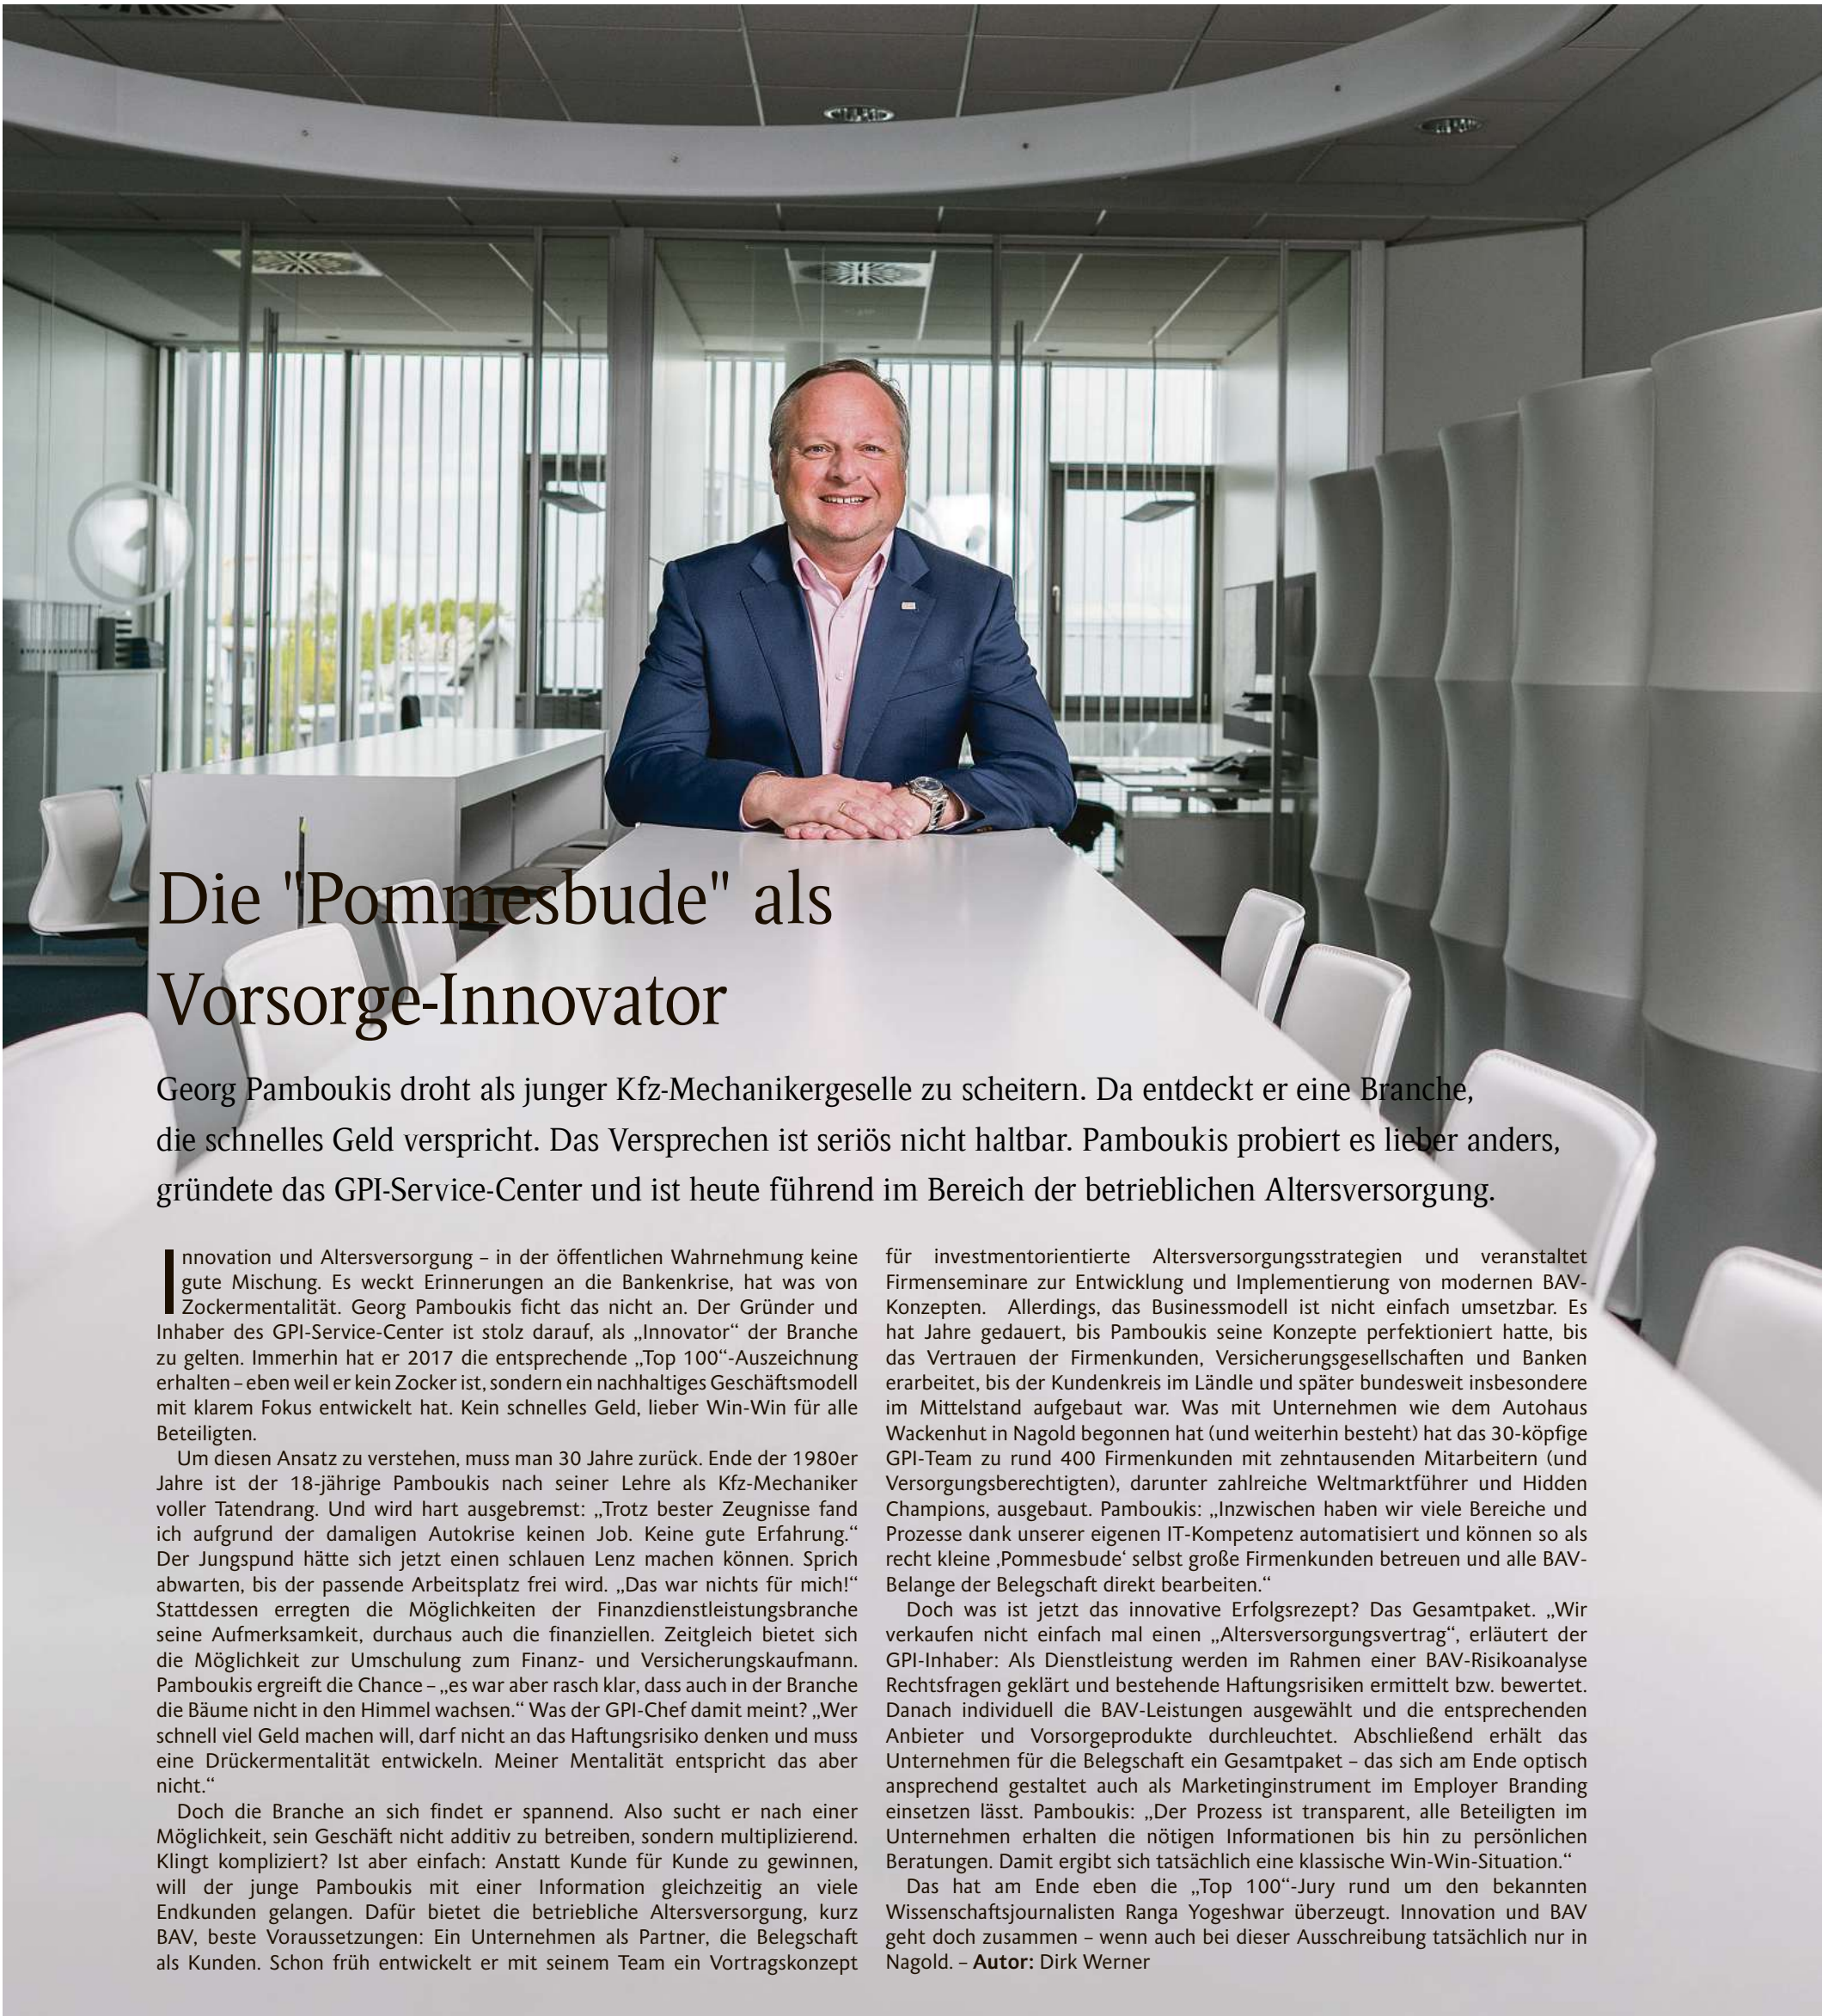 Die "Pommesbude" als
Vorsorge-Innovator
Georg Pamboukis droht als junger Kfz-Mechanikergeselle zu scheitern. Da entdeckt er eine Branche,
die schnelles Geld verspricht. Das Versprechen ist seriös nicht haltbar. Pamboukis probiert es lieber anders,
gründete das GPI-Service-Center und ist heute führend im Bereich der betrieblichen Altersversorgung.
Innovation und Altersversorgung – in der öffentlichen Wahrnehmung keine
gute Mischung. Es weckt Erinnerungen an die Bankenkrise, hat was von
Zockermentalität. Georg Pamboukis ficht das nicht an. Der Gründer und
Inhaber des GPI-Service-Center ist stolz darauf, als „Innovator“ der Branche
zu gelten. Immerhin hat er 2017 die entsprechende „Top 100“-Auszeichnung
erhalten – eben weil er kein Zocker ist, sondern ein nachhaltiges Geschäftsmodell
mit klarem Fokus entwickelt hat. Kein schnelles Geld, lieber Win-Win für alle
Beteiligten.
Um diesen Ansatz zu verstehen, muss man 30 Jahre zurück. Ende der 1980er
Jahre ist der 18-jährige Pamboukis nach seiner Lehre als Kfz-Mechaniker
voller Tatendrang. Und wird hart ausgebremst: „Trotz bester Zeugnisse fand
ich aufgrund der damaligen Autokrise keinen Job. Keine gute Erfahrung.“
Der Jungspund hätte sich jetzt einen schlauen Lenz machen können. Sprich
abwarten, bis der passende Arbeitsplatz frei wird. „Das war nichts für mich!“
Stattdessen erregten die Möglichkeiten der Finanzdienstleistungsbranche
seine Aufmerksamkeit, durchaus auch die finanziellen. Zeitgleich bietet sich
die Möglichkeit zur Umschulung zum Finanz- und Versicherungskaufmann.
Pamboukis ergreift die Chance – „es war aber rasch klar, dass auch in der Branche
die Bäume nicht in den Himmel wachsen.“ Was der GPI-Chef damit meint? „Wer
schnell viel Geld machen will, darf nicht an das Haftungsrisiko denken und muss
eine Drückermentalität entwickeln. Meiner Mentalität entspricht das aber
nicht.“
Doch die Branche an sich findet er spannend. Also sucht er nach einer
Möglichkeit, sein Geschäft nicht additiv zu betreiben, sondern multiplizierend.
Klingt kompliziert? Ist aber einfach: Anstatt Kunde für Kunde zu gewinnen,
will der junge Pamboukis mit einer Information gleichzeitig an viele
Endkunden gelangen. Dafür bietet die betriebliche Altersversorgung, kurz
BAV, beste Voraussetzungen: Ein Unternehmen als Partner, die Belegschaft
als Kunden. Schon früh entwickelt er mit seinem Team ein Vortragskonzept
für investmentorientierte Altersversorgungsstrategien und veranstaltet
Firmenseminare zur Entwicklung und Implementierung von modernen BAV-
Konzepten. Allerdings, das Businessmodell ist nicht einfach umsetzbar. Es
hat Jahre gedauert, bis Pamboukis seine Konzepte perfektioniert hatte, bis
das Vertrauen der Firmenkunden, Versicherungsgesellschaften und Banken
erarbeitet, bis der Kundenkreis im Ländle und später bundesweit insbesondere
im Mittelstand aufgebaut war. Was mit Unternehmen wie dem Autohaus
Wackenhut in Nagold begonnen hat (und weiterhin besteht) hat das 30-köpfige
GPI-Team zu rund 400 Firmenkunden mit zehntausenden Mitarbeitern (und
Versorgungsberechtigten), darunter zahlreiche Weltmarktführer und Hidden
Champions, ausgebaut. Pamboukis: „Inzwischen haben wir viele Bereiche und
Prozesse dank unserer eigenen IT-Kompetenz automatisiert und können so als
recht kleine ‚Pommesbude‘ selbst große Firmenkunden betreuen und alle BAV-
Belange der Belegschaft direkt bearbeiten.“
Doch was ist jetzt das innovative Erfolgsrezept? Das Gesamtpaket. „Wir
verkaufen nicht einfach mal einen „Altersversorgungsvertrag“, erläutert der
GPI-Inhaber: Als Dienstleistung werden im Rahmen einer BAV-Risikoanalyse
Rechtsfragen geklärt und bestehende Haftungsrisiken ermittelt bzw. bewertet.
Danach individuell die BAV-Leistungen ausgewählt und die entsprechenden
Anbieter und Vorsorgeprodukte durchleuchtet. Abschließend erhält das
Unternehmen für die Belegschaft ein Gesamtpaket – das sich am Ende optisch
ansprechend gestaltet auch als Marketinginstrument im Employer Branding
einsetzen lässt. Pamboukis: „Der Prozess ist transparent, alle Beteiligten im
Unternehmen erhalten die nötigen Informationen bis hin zu persönlichen
Beratungen. Damit ergibt sich tatsächlich eine klassische Win-Win-Situation.“
Das hat am Ende eben die „Top 100“-Jury rund um den bekannten
Wissenschaftsjournalisten Ranga Yogeshwar überzeugt. Innovation und BAV
geht doch zusammen – wenn auch bei dieser Ausschreibung tatsächlich nur in
Nagold. – Autor: Dirk Werner